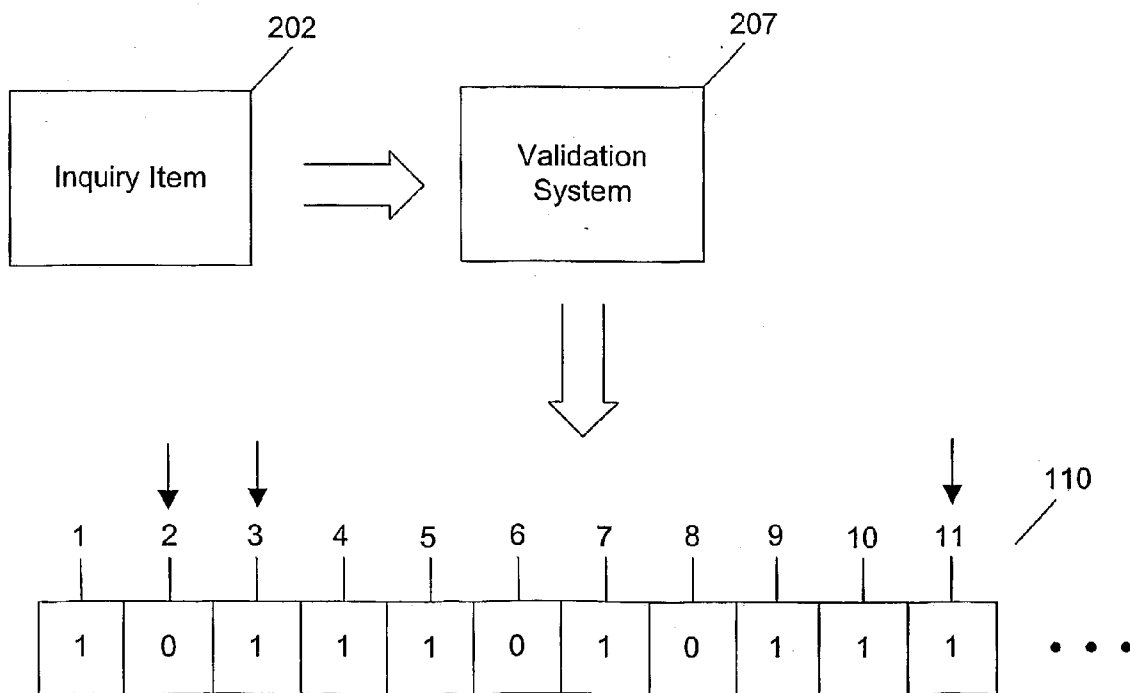 202
207
Inquiry Item
Validation
System
110
1 2 3 4 5 6 7 8 9 10 11
1 0 1 1 1 0 1 0 1 1 1 • • •